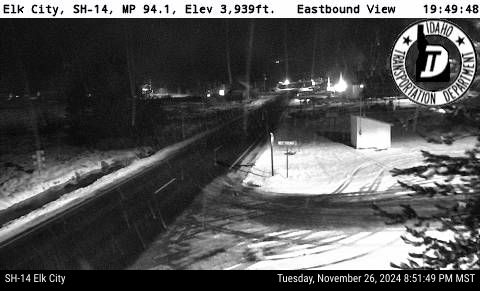 Elk City, SH-14, MP 94.1, Elev 3,939ft.   Eastbound View   19:49:48
IDAHO
TRANSPORTATION DEPARTMENT
SH-14 Elk City   Tuesday, November 26, 2024 8:51:49 PM MST